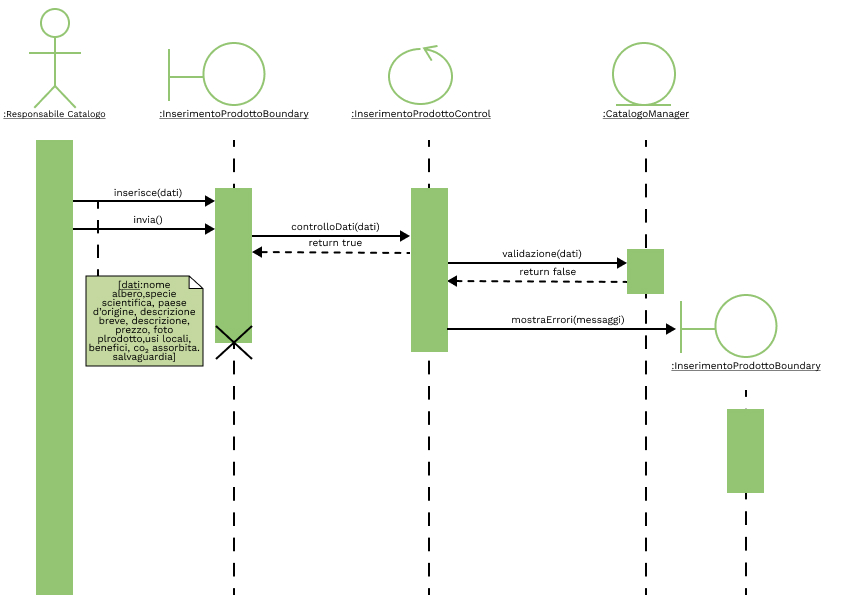 :Responsabile Catalogo
:InserimentoProdottoBoundary
:InserimentoProdottoControl
:CatalogoManager
inserisce(dati)
invia()
controlloDati(dati)
return true
validazione(dati)
return false
[dati:nome
albero,specie
scientifica, paese
d'origine, descrizione
breve, descrizione,
prezzo, foto
plrodotto,usi locali,
benefici, co₂ assorbita.
salvaguardia]
mostraErrori(messaggi)
:InserimentoProdottoBoundary